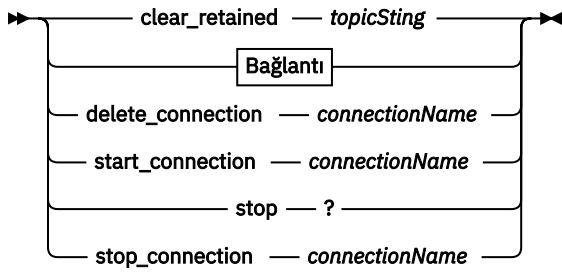 clear_retained topicSting
Bağlantı
delete_connection connectionName
start_connection connectionName
stop ?
stop_connection connectionName